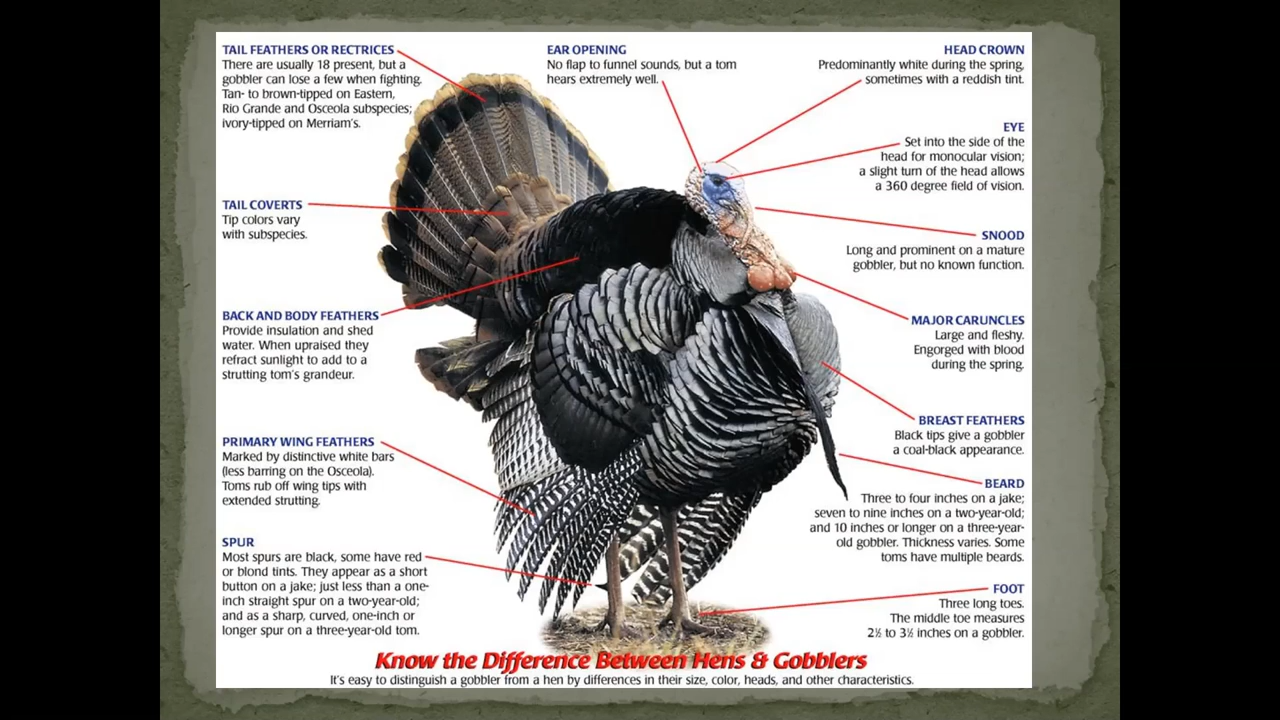 TAIL FEATHERS OR RECTRICES
There are usually 18 present, but a
gobbler can lose a few when fighting.
Tan- to brown-tipped on Eastern,
Rio Grande and Osceola subspecies;
ivory-tipped on Merriam's.
TAIL COVERTS
Tip colors vary
with subspecies.
BACK AND BODY FEATHERS
Provide insulation and shed
water. When upraised they
refract sunlight to add to a
strutting tom's grandeur.
PRIMARY WING FEATHERS
Marked by distinctive white bars
(less barring on the Osceola).
Toms rub off wing tips with
extended strutting.
SPUR
Most spurs are black, some have red
or blond tints. They appear as a short
button on a jake; just less than a one-
inch straight spur on a two-year-old;
and as a sharp, curved, one-inch or
longer spur on a three-year-old tom.
EAR OPENING
No flap to funnel sounds, but a tom
hears extremely well.
HEAD CROWN
Predominantly white during the spring,
sometimes with a reddish tint.
EYE
Set into the side of the
head for monocular vision;
a slight turn of the head allows
a 360 degree field of vision.
SNOOD
Long and prominent on a mature
gobbler, but no known function.
MAJOR CARUNCLES
Large and fleshy.
Engorged with blood
during the spring.
BREAST FEATHERS
Black tips give a gobbler
a coal-black appearance.
BEARD
Three to four inches on a jake;
seven to nine inches on a two-year-old;
and 10 inches or longer on a three-year-
old gobbler. Thickness varies. Some
toms have multiple beards.
FOOT
Three long toes.
The middle toe measures
2½ to 3½ inches on a gobbler.
Know the Difference Between Hens & Gobblers
It's easy to distinguish a gobbler from a hen by differences in their size, color, heads, and other characteristics.